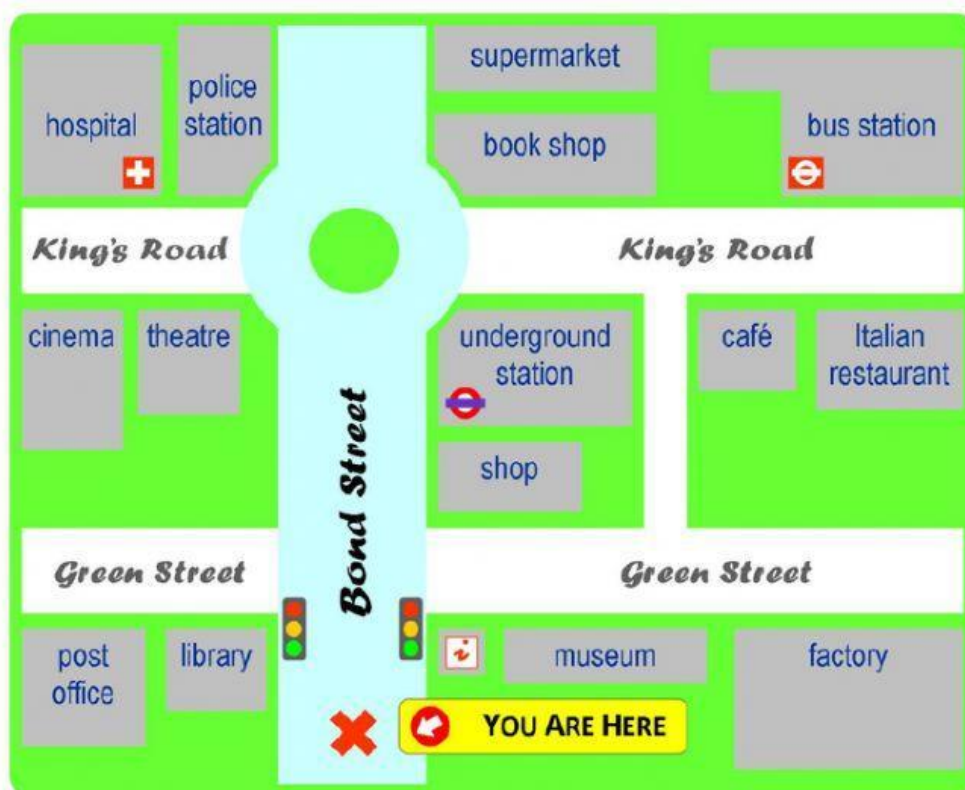 hospital
police
station
supermarket
book shop
bus station
King's Road
King's Road
cinema
theatre
underground
station
café
Italian
restaurant
shop
Bond Street
Green Street
Green Street
post
office
library
i
museum
factory
YOU ARE HERE